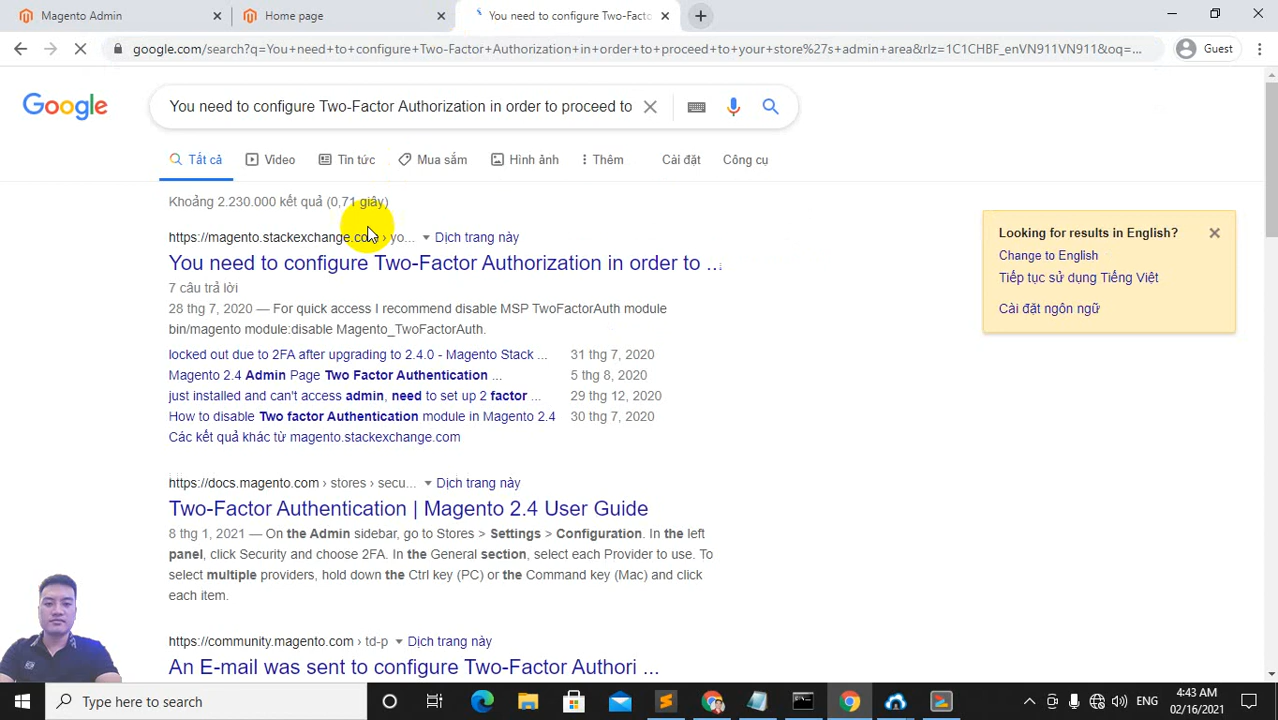 Magento Admin
Home page
You need to configure Two-Facto
google.com/search?q=You+need+to+configure+Two-Factor+Authorization+in+order+to+proceed+to+your+store%27s+admin+area&rlz=1C1CHBF_enVN911VN911&oq=...
Guest
Google
You need to configure Two-Factor Authorization in order to proceed to
Tất cả
Video
Tin tức
Mua sắm
Hình ảnh
Thêm
Cài đặt
Công cụ
Khoảng 2.230.000 kết quả (0,71 giây)
https://magento.stackexchange.com › yo... Dịch trang này
You need to configure Two-Factor Authorization in order to ...
7 câu trả lời
28 thg 7, 2020 — For quick access I recommend disable MSP TwoFactorAuth module
bin/magento module:disable Magento_TwoFactorAuth.
locked out due to 2FA after upgrading to 2.4.0 - Magento Stack ... 31 thg 7, 2020
Magento 2.4 Admin Page Two Factor Authentication ... 5 thg 8, 2020
just installed and can't access admin, need to set up 2 factor ... 29 thg 12, 2020
How to disable Two factor Authentication module in Magento 2.4 30 thg 7, 2020
Các kết quả khác từ magento.stackexchange.com
https://docs.magento.com › stores › secu... Dịch trang này
Two-Factor Authentication | Magento 2.4 User Guide
8 thg 1, 2021 — On the Admin sidebar, go to Stores > Settings > Configuration. In the left
panel, click Security and choose 2FA. In the General section, select each Provider to use. To
select multiple providers, hold down the Ctrl key (PC) or the Command key (Mac) and click
each item.
https://community.magento.com › td-p Dịch trang này
An E-mail was sent to configure Two-Factor Authori ...
Looking for results in English?
Change to English
Tiếp tục sử dụng Tiếng Việt
Cài đặt ngôn ngữ
Type here to search
ENG
4:43 AM
02/16/2021